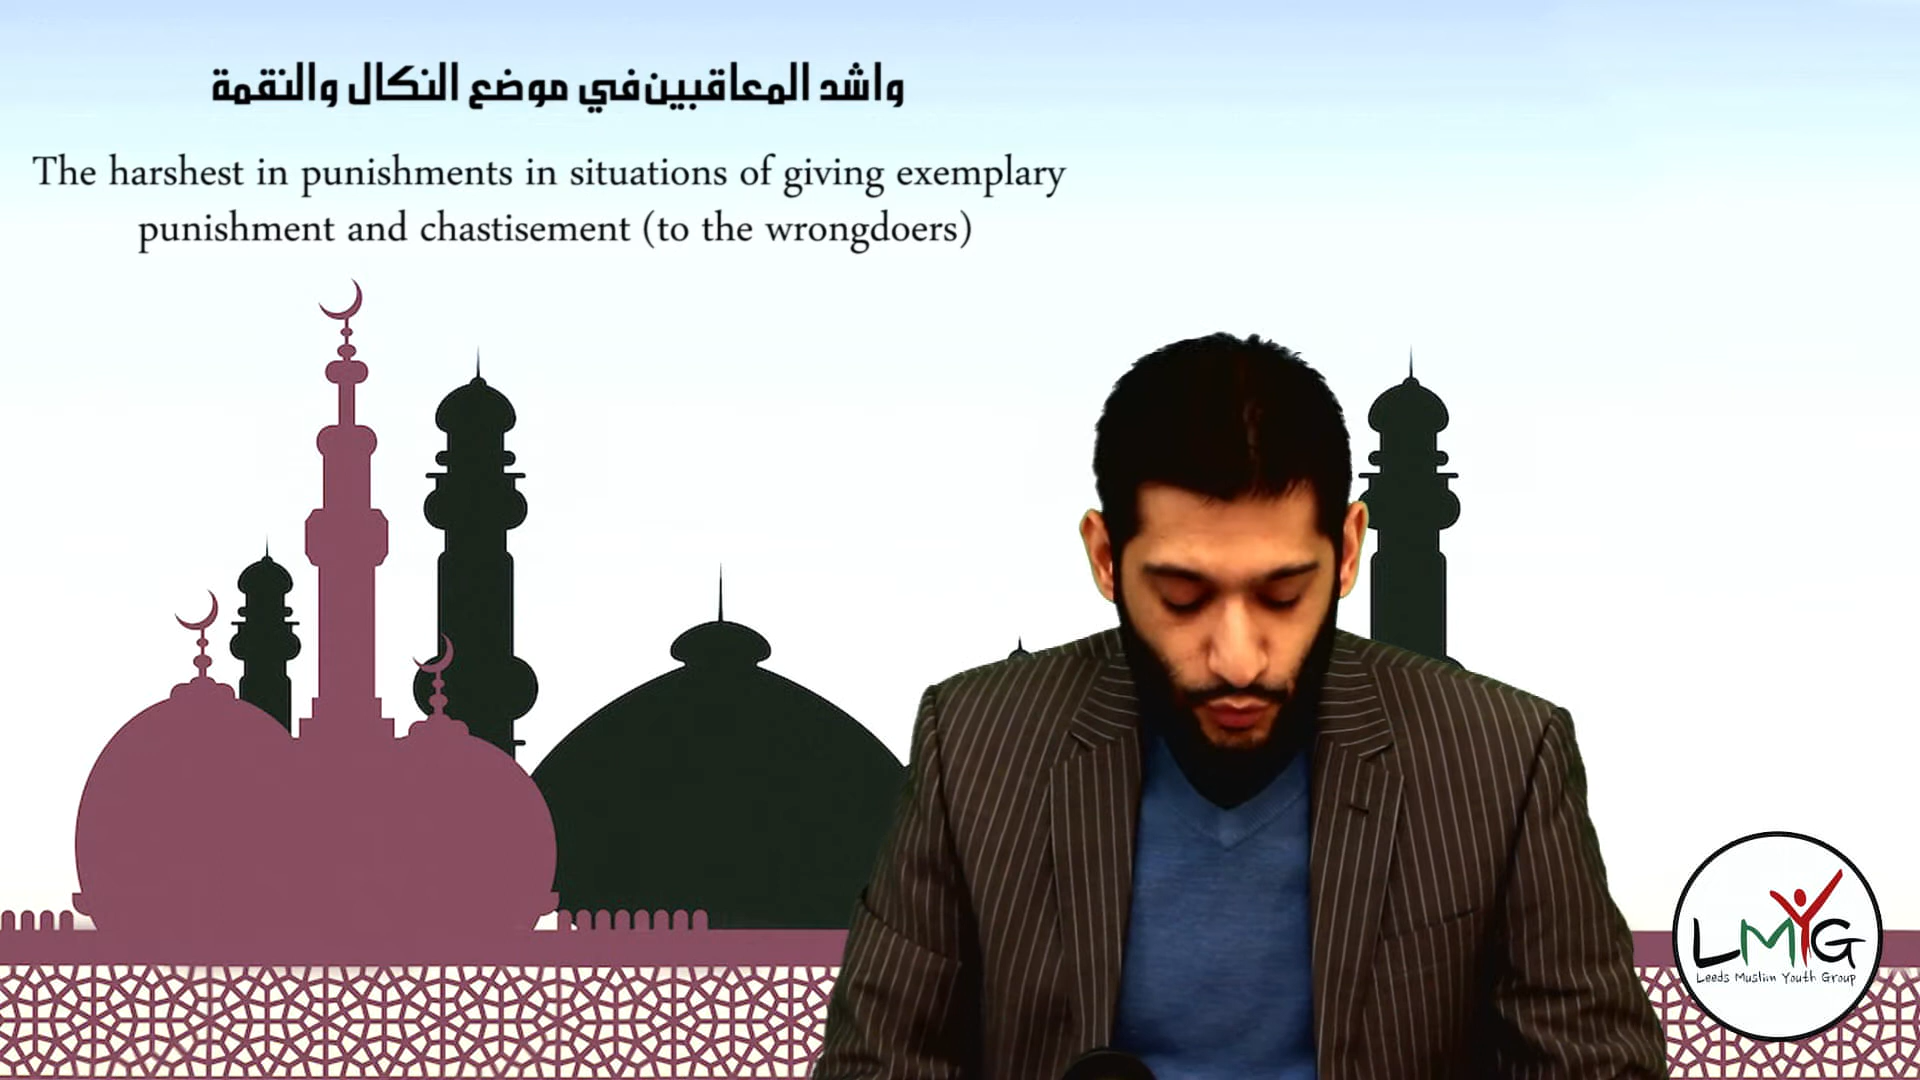 واشد المعاقبين في موضع النكال والنقمة
The harshest in punishments in situations of giving exemplary
punishment and chastisement (to the wrongdoers)
LMYG
Leeds Muslim Youth Group